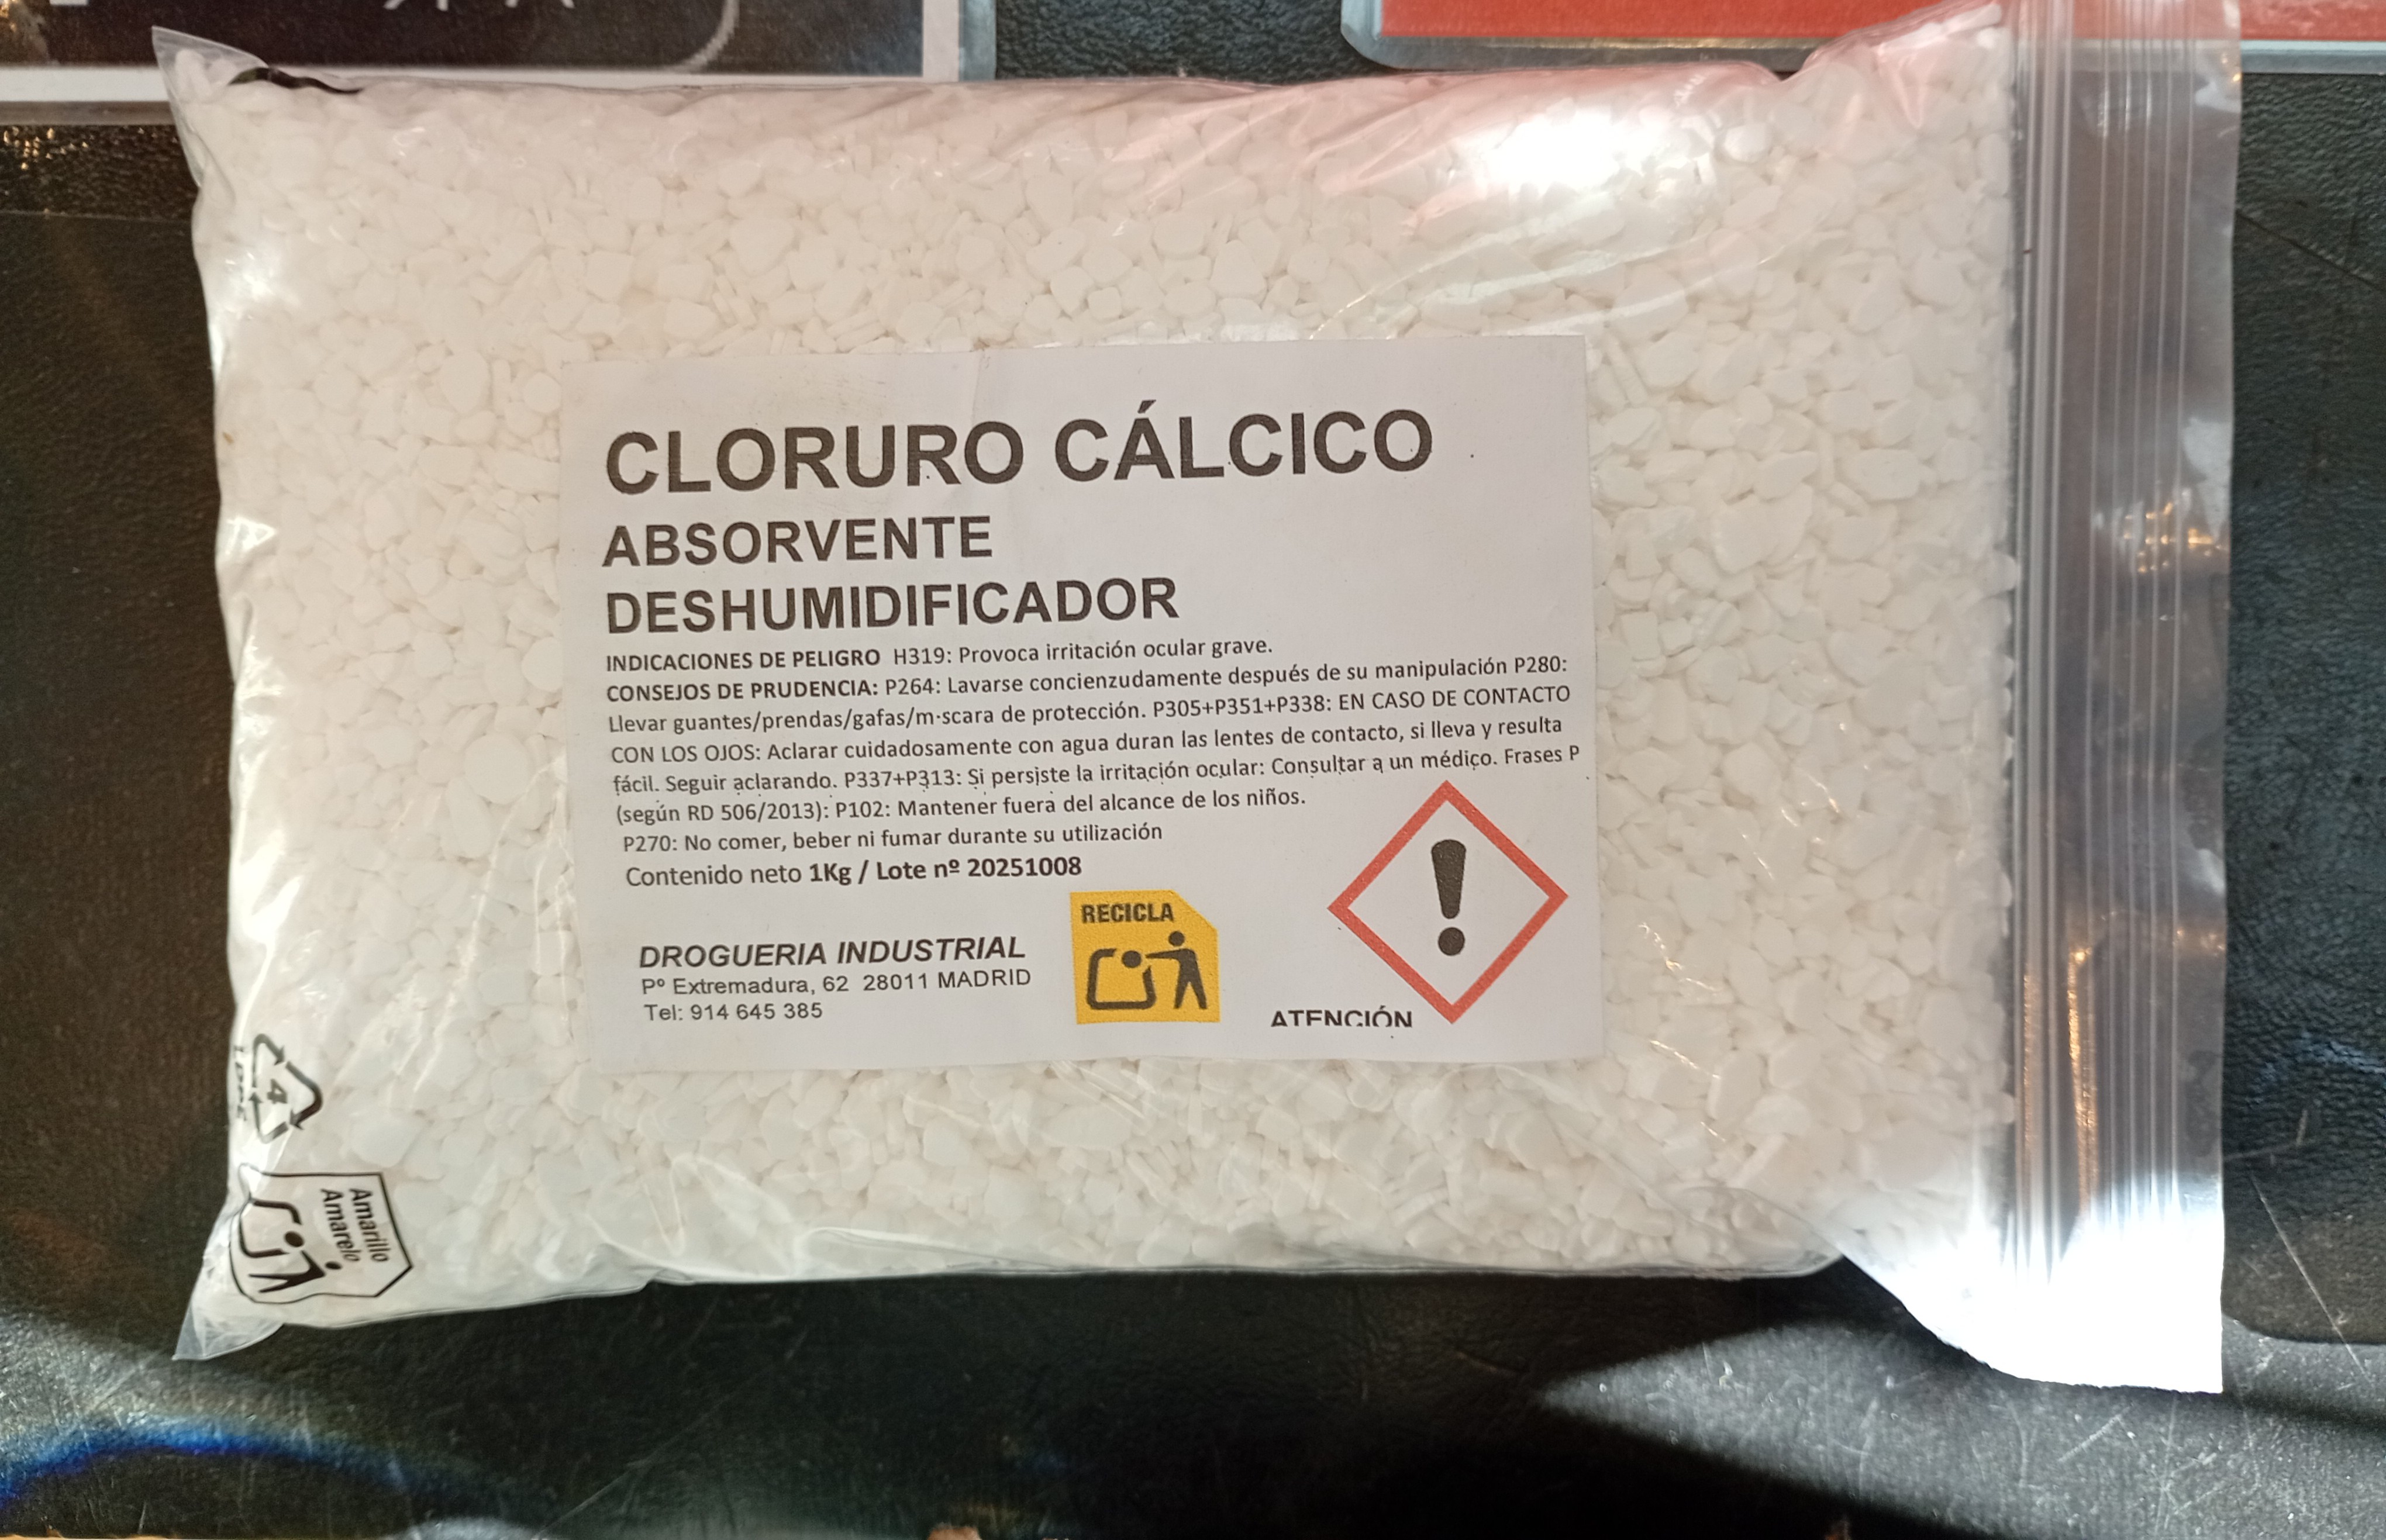 CLORURO CÁLCICO
ABSORVENTE
DESHUMIDIFICADOR
INDICACIONES DE PELIGRO H319: Provoca irritación ocular grave.
CONSEJOS DE PRUDENCIA: P264: Lavarse concienzudamente después de su manipulación P280:
Llevar guantes/prendas/gafas/m·scara de protección. P305+P351+P338: EN CASO DE CONTACTO
CON LOS OJOS: Aclarar cuidadosamente con agua duran las lentes de contacto, si lleva y resulta
fácil. Seguir aclarando. P337+P313: Si persiste la irritación ocular: Consultar a un médico. Frases P
(según RD 506/2013): P102: Mantener fuera del alcance de los niños.
P270: No comer, beber ni fumar durante su utilización
Contenido neto 1Kg / Lote nº 20251008
DROGUERIA INDUSTRIAL
Pº Extremadura, 62 28011 MADRID
Tel: 914 645 385
RECICLA
ATENCIÓN
4
LDPE
Amarillo
Amarelo